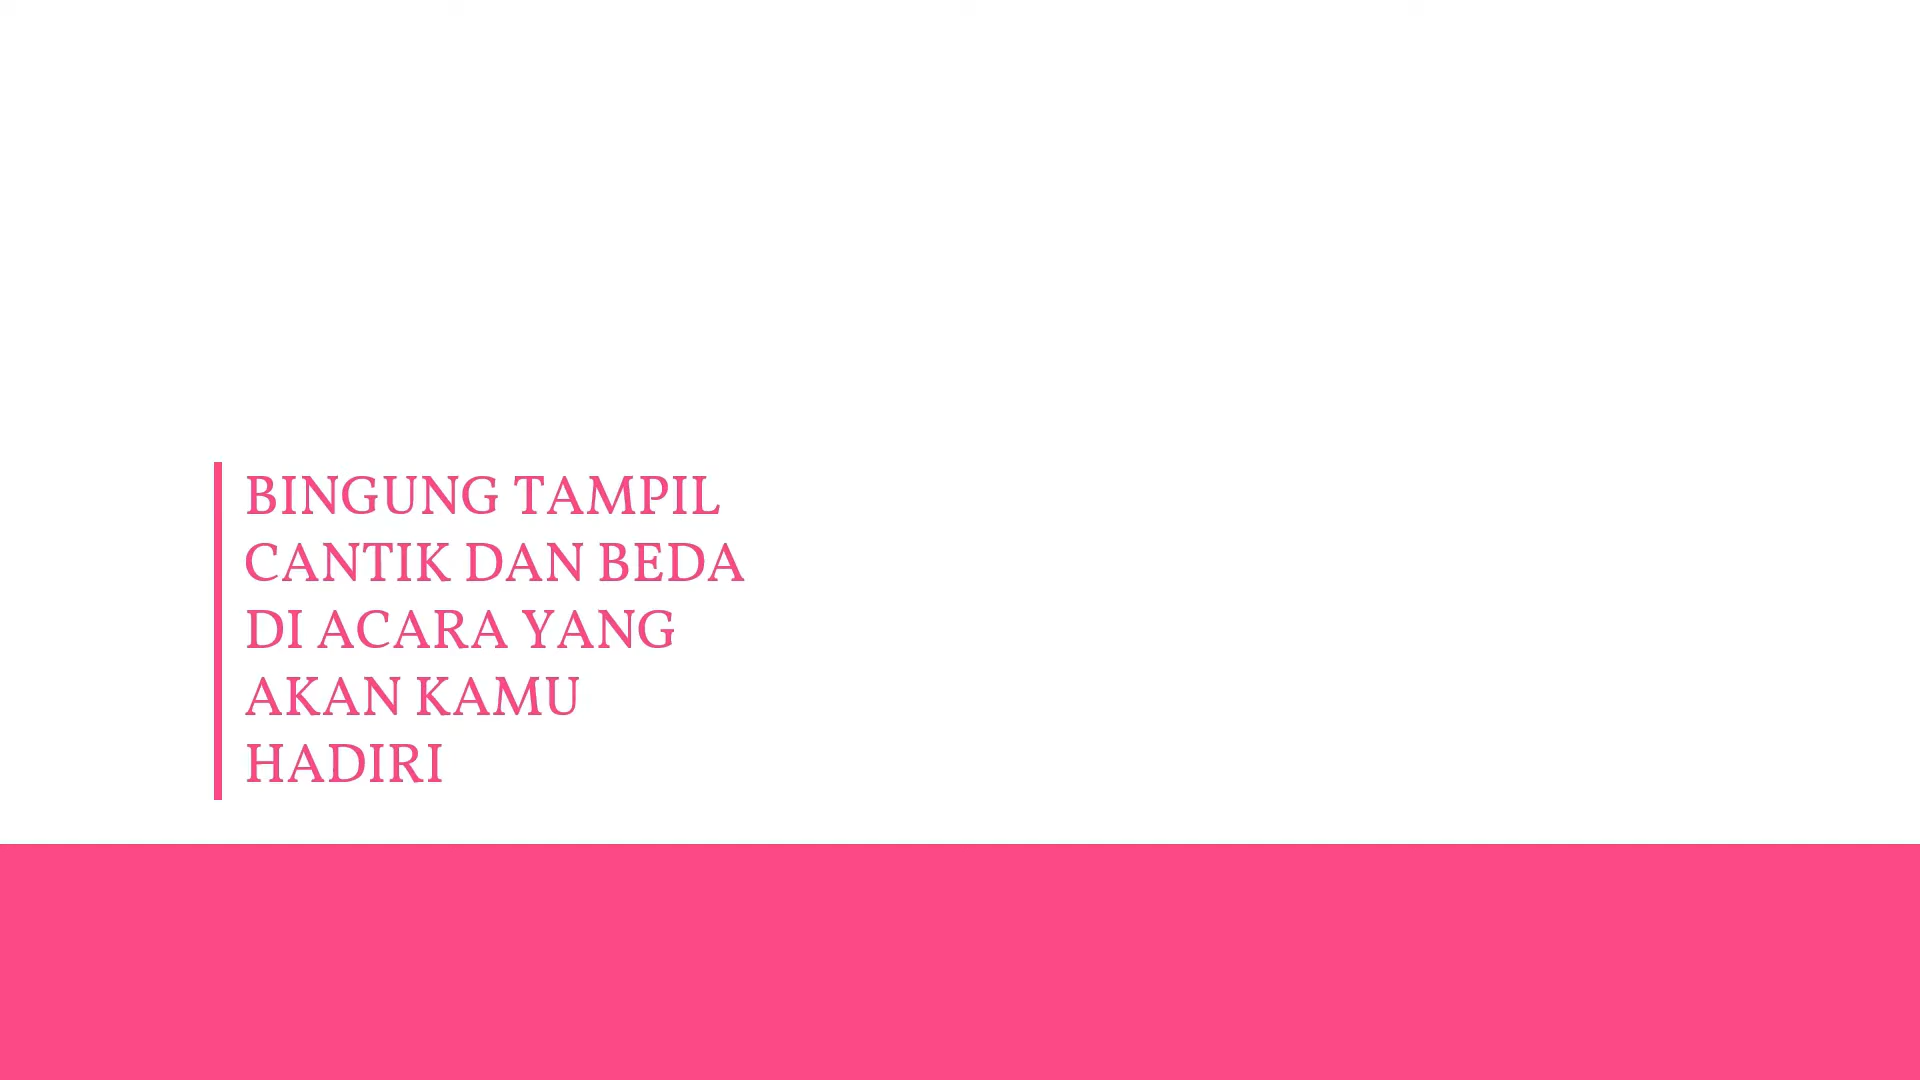 BINGUNG TAMPIL
CANTIK DAN BEDA
DI ACARA YANG
AKAN KAMU
HADIRI